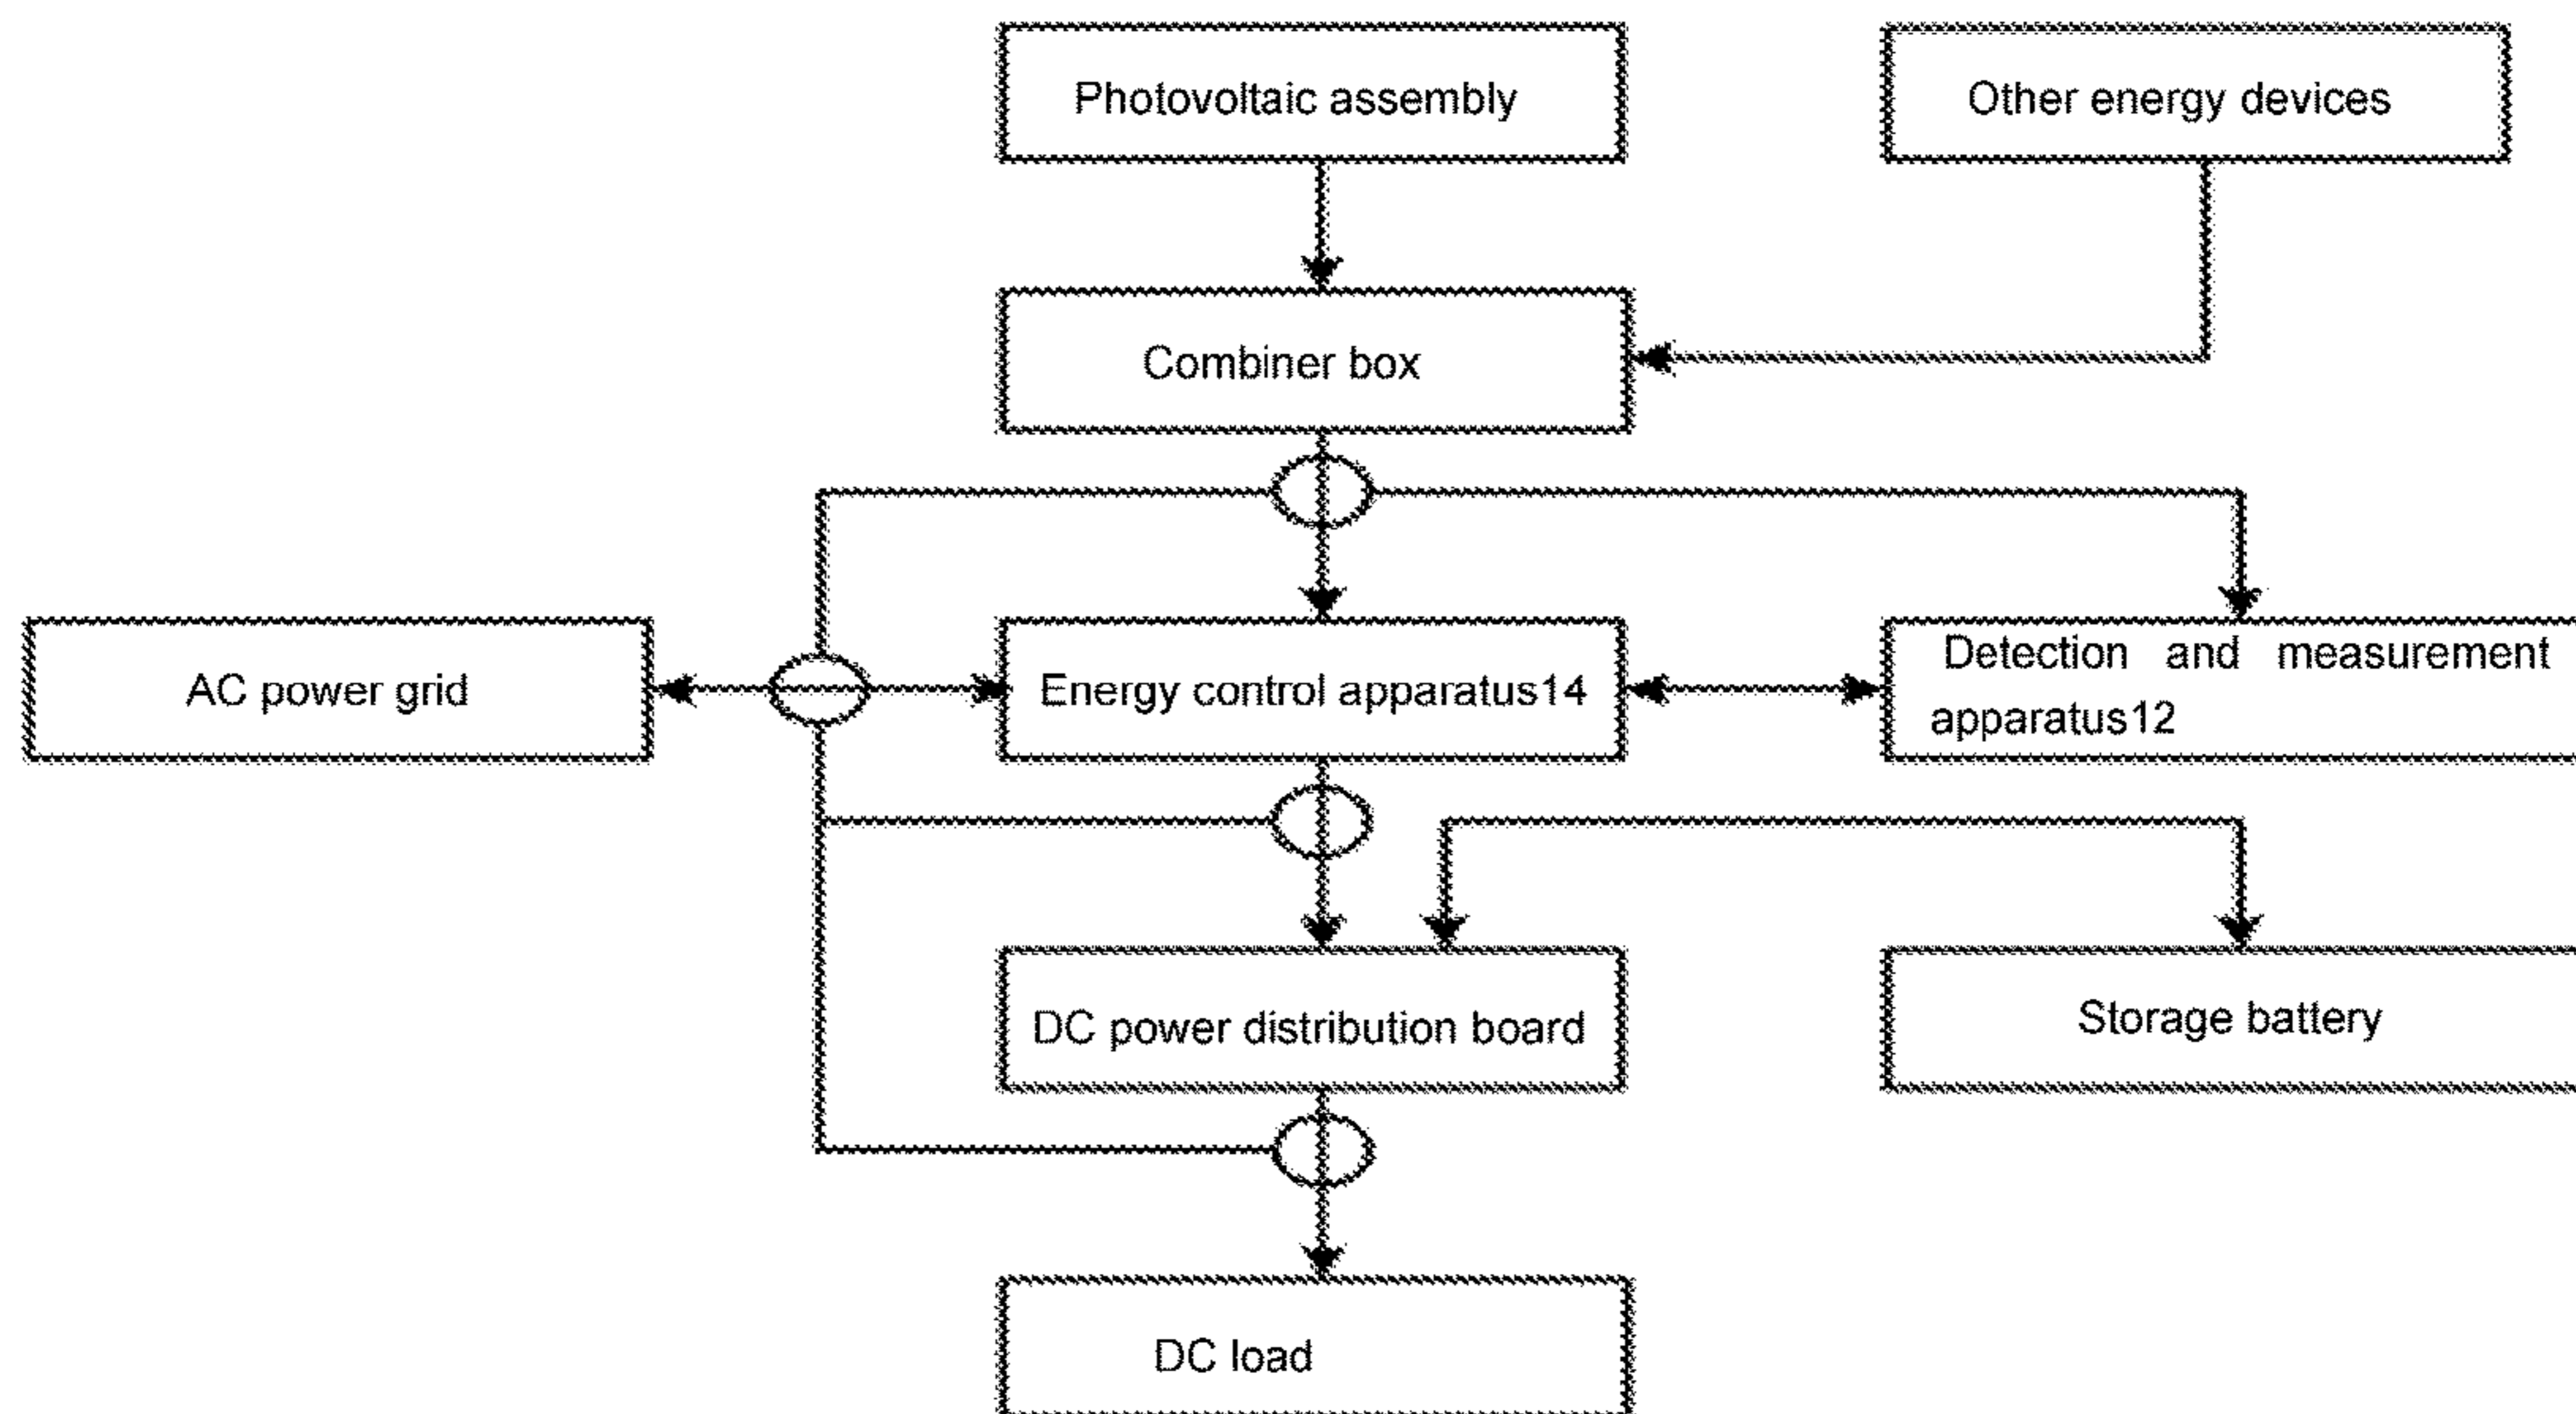 Photovoltaic assembly
Other energy devices
Combiner box
AC power grid
Energy control apparatus14
Detection and measurement
apparatus12
DC power distribution board
Storage battery
DC load